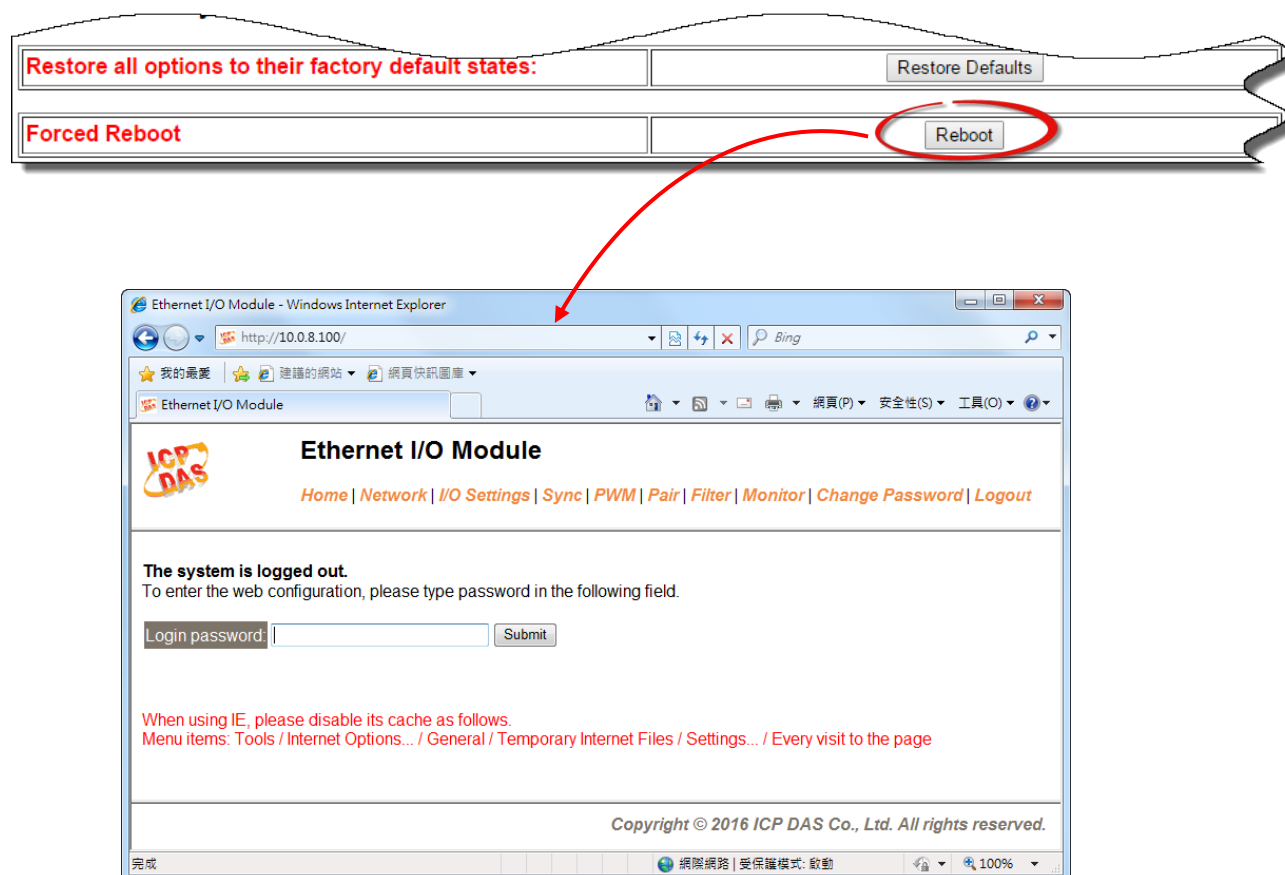 Restore all options to their factory default states:
Restore Defaults
Forced Reboot
Reboot
Ethernet I/O Module - Windows Internet Explorer
http://10.0.8.100/
Bing
我的最愛
建議的網站
網頁快訊圖庫
Ethernet I/O Module
網頁(P)
安全性(S)
工具(O)
ICP DAS
Ethernet I/O Module
Home | Network | I/O Settings | Sync | PWM | Pair | Filter | Monitor | Change Password | Logout
The system is logged out.
To enter the web configuration, please type password in the following field.
Login password:
Submit
When using IE, please disable its cache as follows.
Menu items: Tools / Internet Options... / General / Temporary Internet Files / Settings... / Every visit to the page
Copyright © 2016 ICP DAS Co., Ltd. All rights reserved.
完成
網際網路 | 受保護模式: 啟動
100%